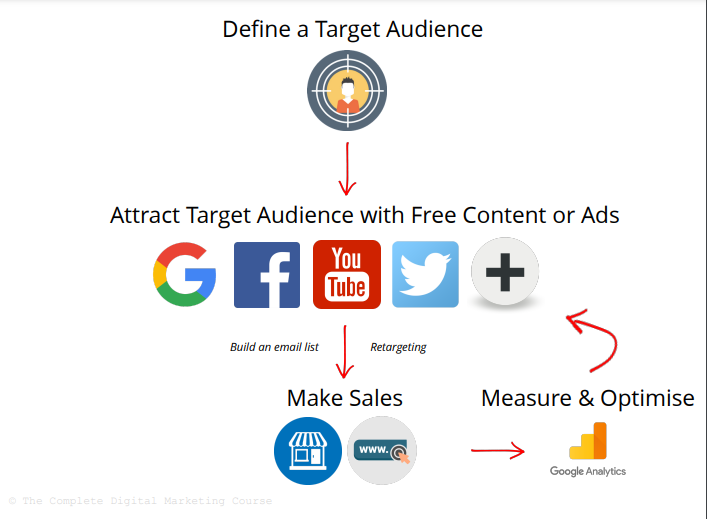 Define a Target Audience
Attract Target Audience with Free Content or Ads
You
Tube
Build an email list
Retargeting
Make Sales
Measure & Optimise
www.
Google Analytics
© The Complete Digital Marketing Course